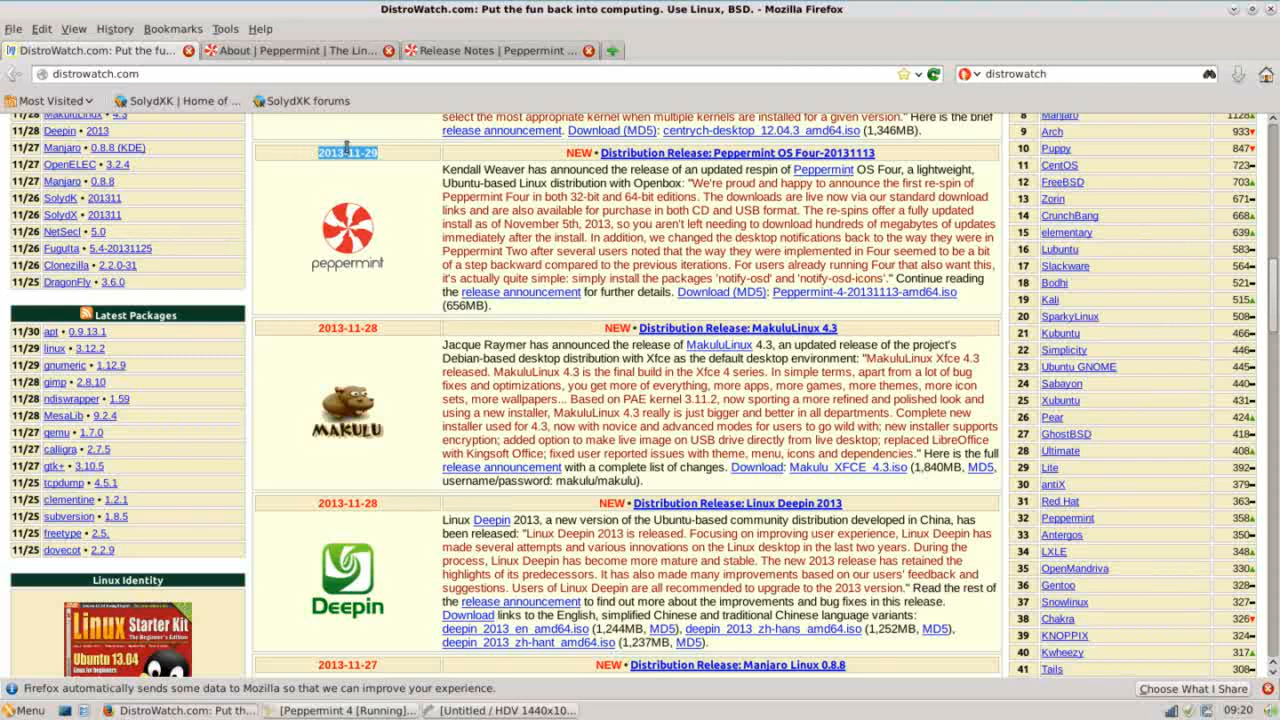 DistroWatch.com: Put the fun back into computing. Use Linux, BSD. - Mozilla Firefox
File Edit View History Bookmarks Tools Help
DistroWatch.com: Put the fu... About | Peppermint | The Lin... Release Notes | Peppermint ...
distrowatch.com distrowatch
Most Visited SolydXK | Home of ... SolydXK forums
11/28 MakuluLinux • 4.3
11/28 Deepin • 2013
11/27 Manjaro • 0.8.8 (KDE)
11/27 OpenELEC • 3.2.4
11/27 Manjaro • 0.8.8
11/26 SolydK • 201311
11/26 SolydX • 201311
11/26 NetSecl • 5.0
11/26 Fuguita • 5.4-20131125
11/26 Clonezilla • 2.2.0-31
11/25 DragonFly • 3.6.0
Latest Packages
11/30 apt • 0.9.13.1
11/29 linux • 3.12.2
11/29 gnumeric • 1.12.9
11/28 gimp • 2.8.10
11/28 ndiswrapper • 1.59
11/28 MesaLib • 9.2.4
11/27 qemu • 1.7.0
11/27 calligra • 2.7.5
11/27 gtk+ • 3.10.5
11/25 tcpdump • 4.5.1
11/25 clementine • 1.2.1
11/25 subversion • 1.8.5
11/25 freetype • 2.5.
11/25 dovecot • 2.2.9
Linux Identity
Linux Starter Kit
The Beginner's Edition
Ubuntu 13.04
select the most appropriate kernel when multiple kernels are installed for a given version." Here is the brief
release announcement. Download (MD5): centrych-desktop_12.04.3_amd64.iso (1,346MB).
2013-11-29 NEW • Distribution Release: Peppermint OS Four-20131113
peppermint
Kendall Weaver has announced the release of an updated respin of Peppermint OS Four, a lightweight,
Ubuntu-based Linux distribution with Openbox: "We're proud and happy to announce the first re-spin of
Peppermint Four in both 32-bit and 64-bit editions. The downloads are live now via our standard download
links and are also available for purchase in both CD and USB format. The re-spins offer a fully updated
install as of November 5th, 2013, so you aren't left needing to download hundreds of megabytes of updates
immediately after the install. In addition, we changed the desktop notifications back to the way they were in
Peppermint Two after several users noted that the way they were implemented in Four seemed to be a bit
of a step backward compared to the previous iterations. For users already running Four that also want this,
it's actually quite simple: simply install the packages 'notify-osd' and 'notify-osd-icons'." Continue reading
the release announcement for further details. Download (MD5): Peppermint-4-20131113-amd64.iso
(656MB).
2013-11-28 NEW • Distribution Release: MakuluLinux 4.3
MAKULU
Jacque Raymer has announced the release of MakuluLinux 4.3, an updated release of the project's
Debian-based desktop distribution with Xfce as the default desktop environment: "MakuluLinux Xfce 4.3
released. MakuluLinux 4.3 is the final build in the Xfce 4 series. In simple terms, apart from a lot of bug
fixes and optimizations, you get more of everything, more apps, more games, more themes, more icon
sets, more wallpapers... Based on PAE kernel 3.11.2, now sporting a more refined and polished look and
using a new installer, MakuluLinux 4.3 really is just bigger and better in all departments. Complete new
installer used for 4.3, now with novice and advanced modes for users to go wild with; new installer supports
encryption; added option to make live image on USB drive directly from live desktop; replaced LibreOffice
with Kingsoft Office; fixed user reported issues with theme, menu, icons and dependencies." Here is the full
release announcement with a complete list of changes. Download: Makulu_XFCE_4.3.iso (1,840MB, MD5,
username/password: makulu/makulu).
2013-11-28 NEW • Distribution Release: Linux Deepin 2013
Deepin
Linux Deepin 2013, a new version of the Ubuntu-based community distribution developed in China, has
been released: "Linux Deepin 2013 is released. Focusing on improving user experience, Linux Deepin has
made several attempts and various innovations on the Linux desktop in the last two years. During the
process, Linux Deepin has become more mature and stable. The new 2013 release has retained the
highlights of its predecessors. It has also made many improvements based on our users' feedback and
suggestions. Users of Linux Deepin are all recommended to upgrade to the 2013 version." Read the rest of
the release announcement to find out more about the improvements and bug fixes in this release.
Download links to the English, simplified Chinese and traditional Chinese language variants:
deepin_2013_en_amd64.iso (1,244MB, MD5), deepin_2013_zh-hans_amd64.iso (1,252MB, MD5),
deepin_2013_zh-hant_amd64.iso (1,237MB, MD5).
2013-11-27 NEW • Distribution Release: Manjaro Linux 0.8.8
8 Manjaro 1128
9 Arch 933
10 Puppy 847
11 CentOS 723
12 FreeBSD 703
13 Zorin 671
14 CrunchBang 668
15 elementary 639
16 Lubuntu 583
17 Slackware 564
18 Bodhi 521
19 Kali 515
20 SparkyLinux 508
21 Kubuntu 466
22 Simplicity 446
23 Ubuntu GNOME 445
24 Sabayon 440
25 Xubuntu 431
26 Pear 424
27 GhostBSD 418
28 Ultimate 408
29 Lite 392
30 antiX 379
31 Red Hat 363
32 Peppermint 358
33 Antergos 350
34 LXLE 348
35 OpenMandriva 330
36 Gentoo 328
37 Snowlinux 327
38 Chakra 326
39 KNOPPIX 324
40 Kwheezy 317
41 Tails 308
Firefox automatically sends some data to Mozilla so that we can improve your experience. Choose What I Share
Menu DistroWatch.com: Put th... [Peppermint 4 [Running]... [Untitled / HDV 1440x10... 09:20